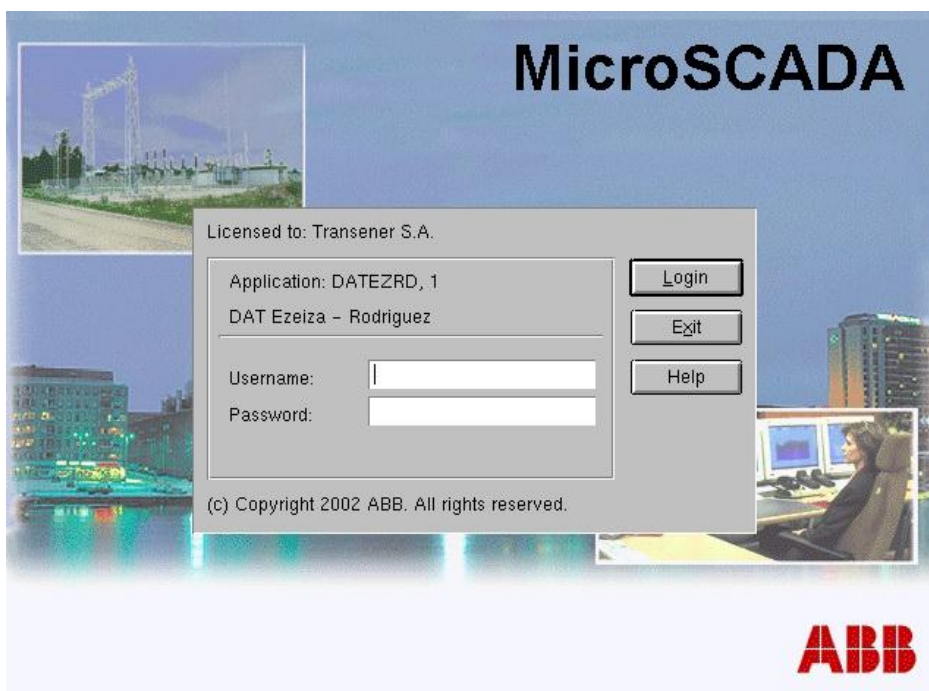 MicroSCADA
Licensed to: Transener S.A.
Application: DATEZRD, 1
DAT Ezeiza – Rodriguez
Username:
Password:
Login
Exit
Help
(c) Copyright 2002 ABB. All rights reserved.
ABB